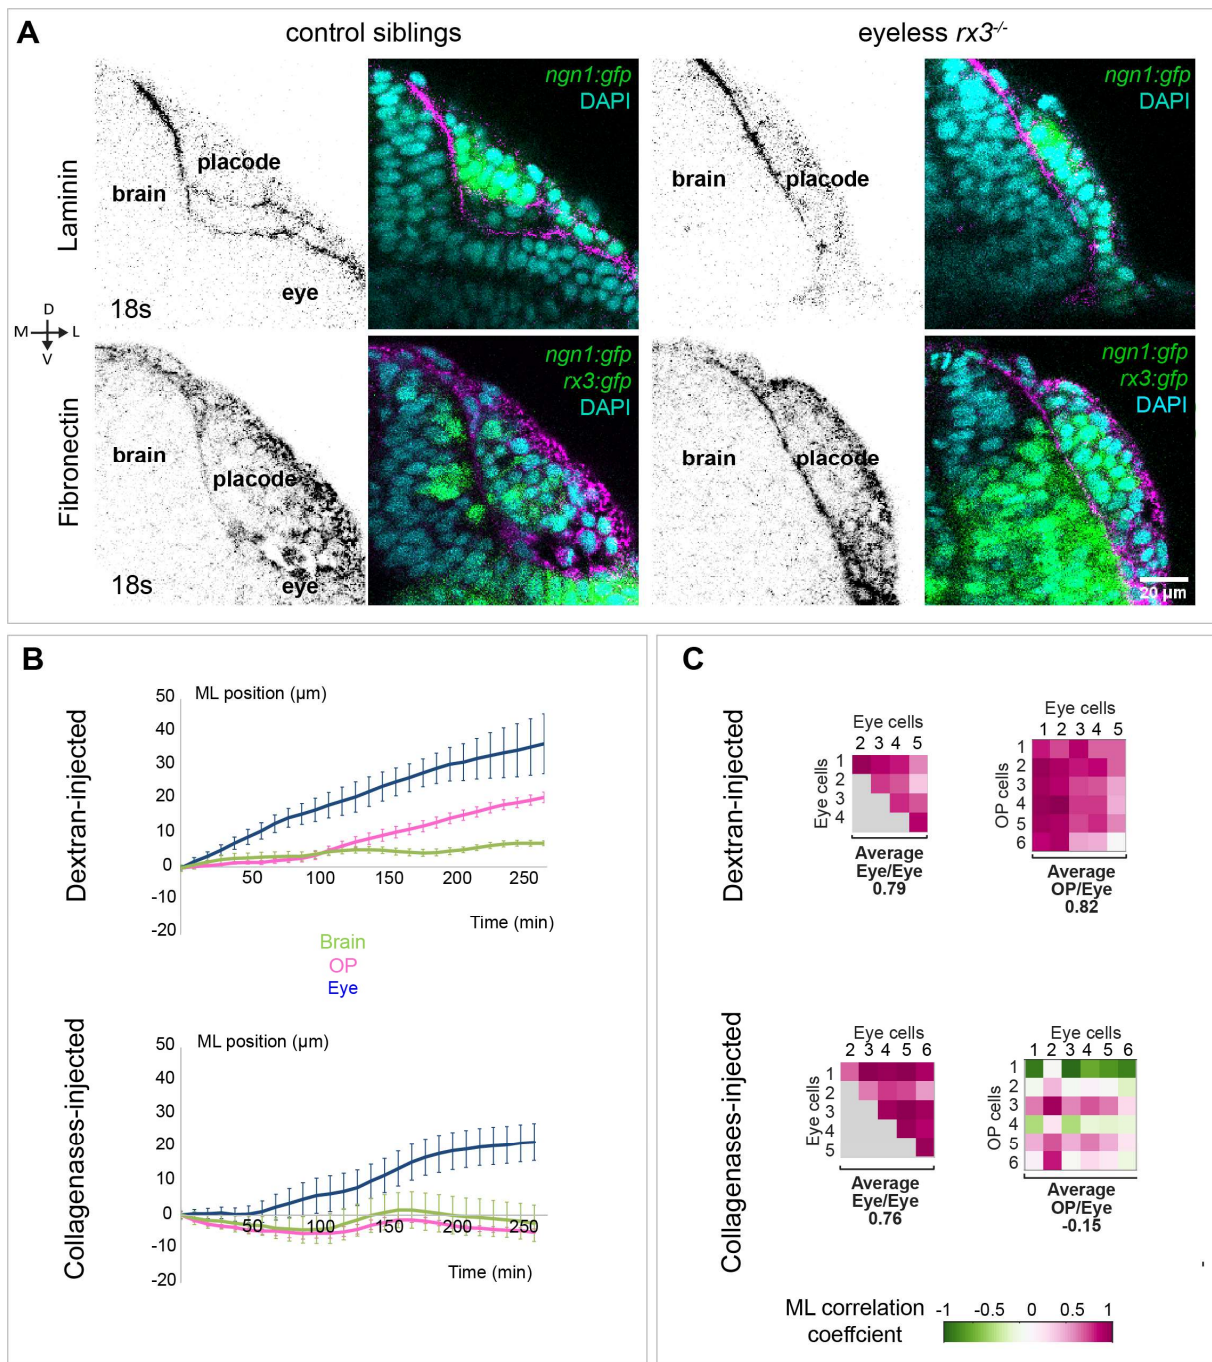 A
control siblings
eyeless rx3-/-
Laminin
brain
placode
eye
18s
ngn1:gfp
DAPI
brain
placode
ngn1:gfp
DAPI
D
M L
V
Fibronectin
brain
placode
eye
18s
ngn1:gfp
rx3:gfp
DAPI
brain
placode
ngn1:gfp
rx3:gfp
DAPI
20 µm
B
Dextran-injected
ML position (µm)
50
40
30
20
10
0
-10
-20
50 100 150 200 250
Time (min)
Brain
OP
Eye
Collagenases-injected
ML position (µm)
50
40
30
20
10
0
-10
-20
50 100 150 200 250
Time (min)
C
Dextran-injected
Eye cells
2 3 4 5
Eye cells
1
2
3
4
Average
Eye/Eye
0.79
Eye cells
1 2 3 4 5
OP cells
1
2
3
4
5
6
Average
OP/Eye
0.82
Collagenases-injected
Eye cells
2 3 4 5 6
Eye cells
1
2
3
4
5
Average
Eye/Eye
0.76
Eye cells
1 2 3 4 5 6
OP cells
1
2
3
4
5
6
Average
OP/Eye
-0.15
ML correlation
coeffcient
-1 -0.5 0 0.5 1